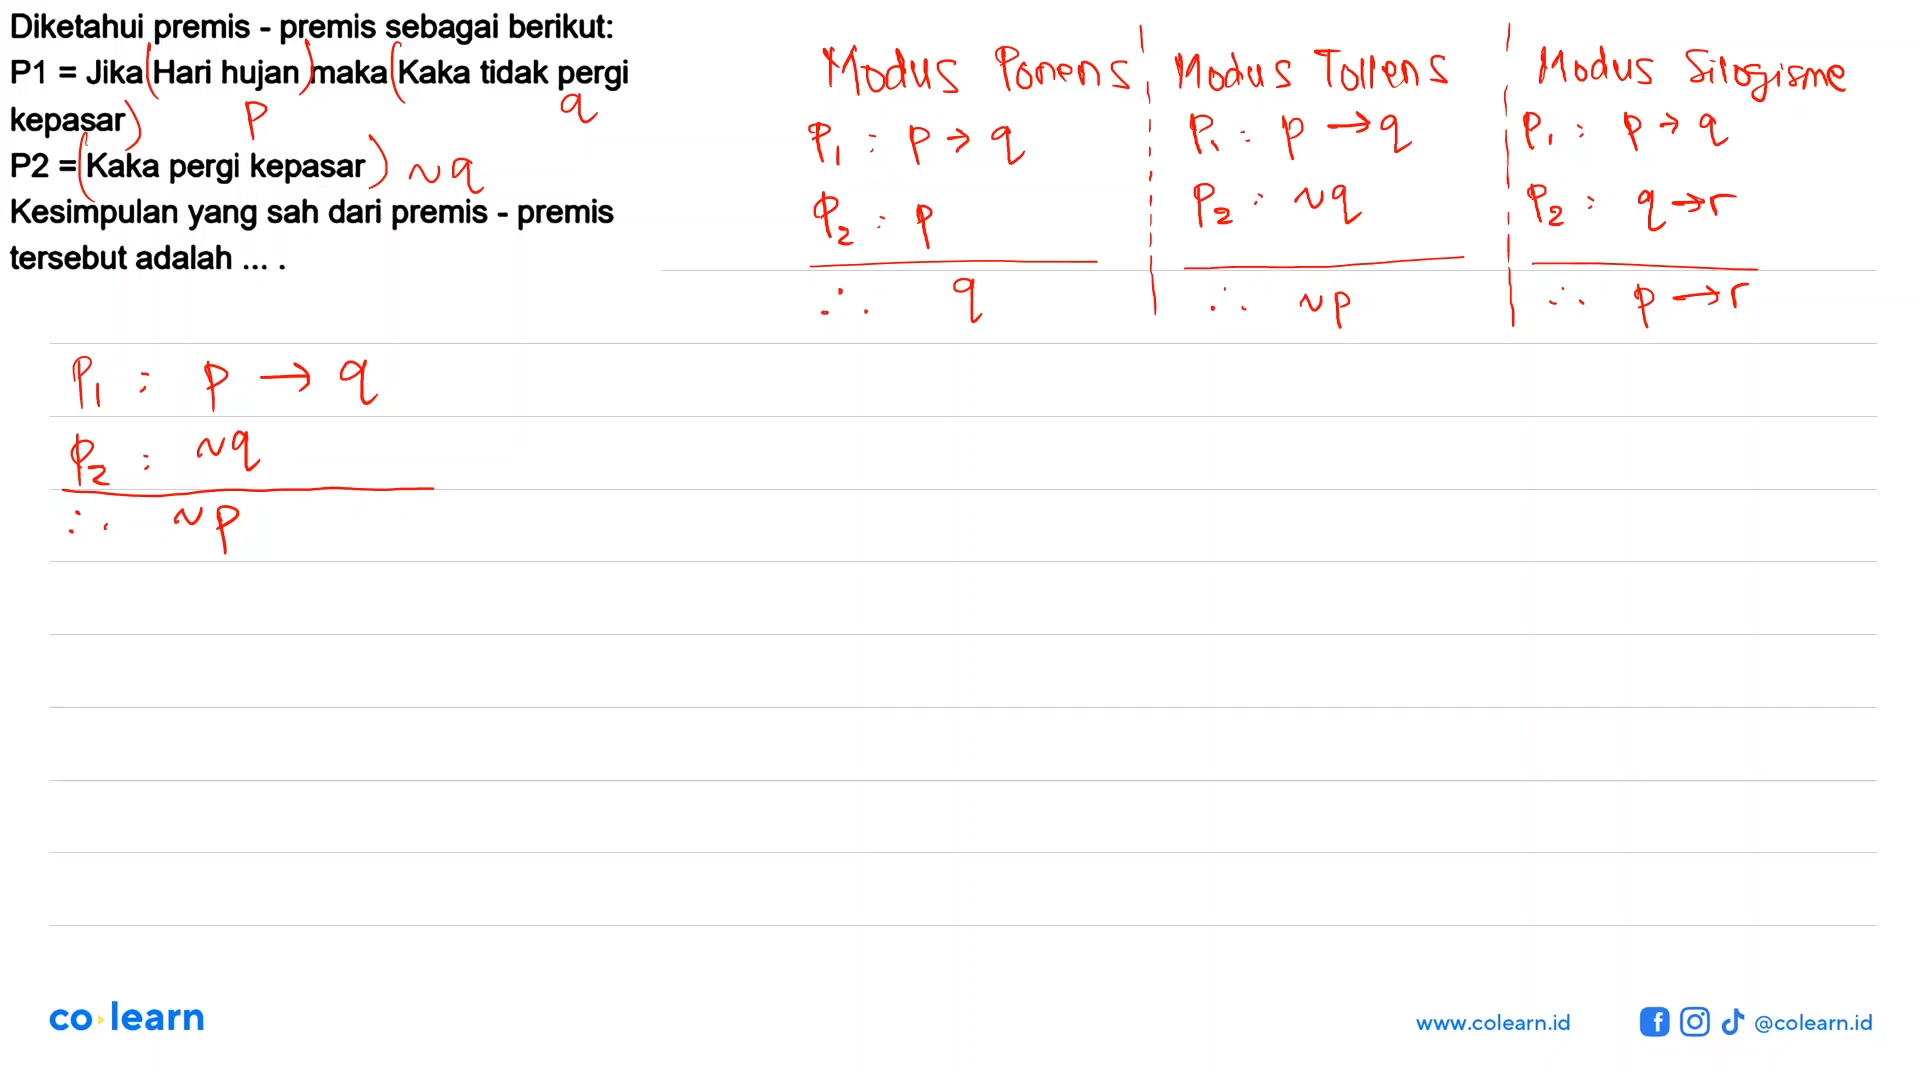 Diketahui premis - premis sebagai berikut:
P1 = Jika (Hari hujan) maka (Kaka tidak pergi
kepasar)
p
q
P2 = (Kaka pergi kepasar) ~q
Kesimpulan yang sah dari premis - premis
tersebut adalah ... .
Modus Ponens
P1 : p → q
P2 : p
∴ q
Modus Tollens
P1 : p → q
P2 : ~q
∴ ~p
Modus Silogisme
P1 : p → q
P2 : q → r
∴ p → r
P1 : p → q
P2 : ~q
∴ ~p
co learn
www.colearn.id
@colearn.id